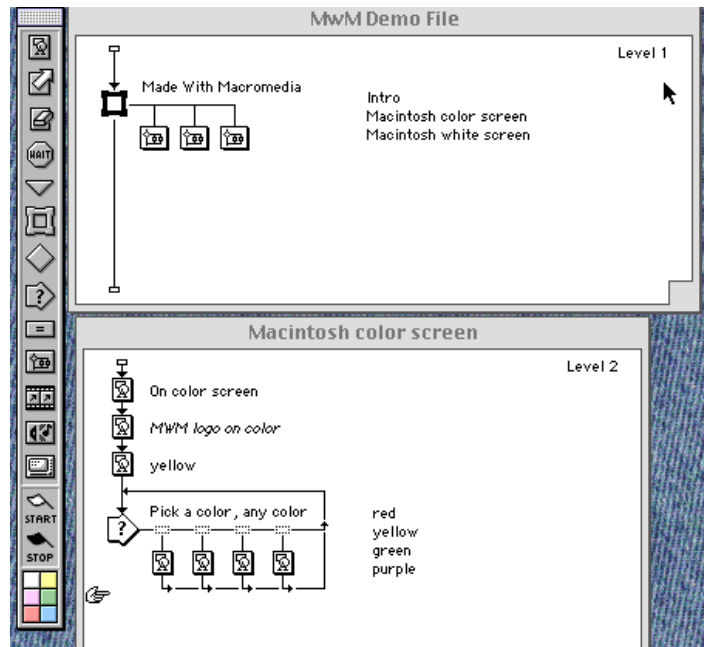 MwM Demo File
Level 1
Made With Macromedia
Intro
Macintosh color screen
Macintosh white screen
WAIT
?
=
START
STOP
Macintosh color screen
Level 2
On color screen
MWM logo on color
yellow
Pick a color, any color
?
red
yellow
green
purple